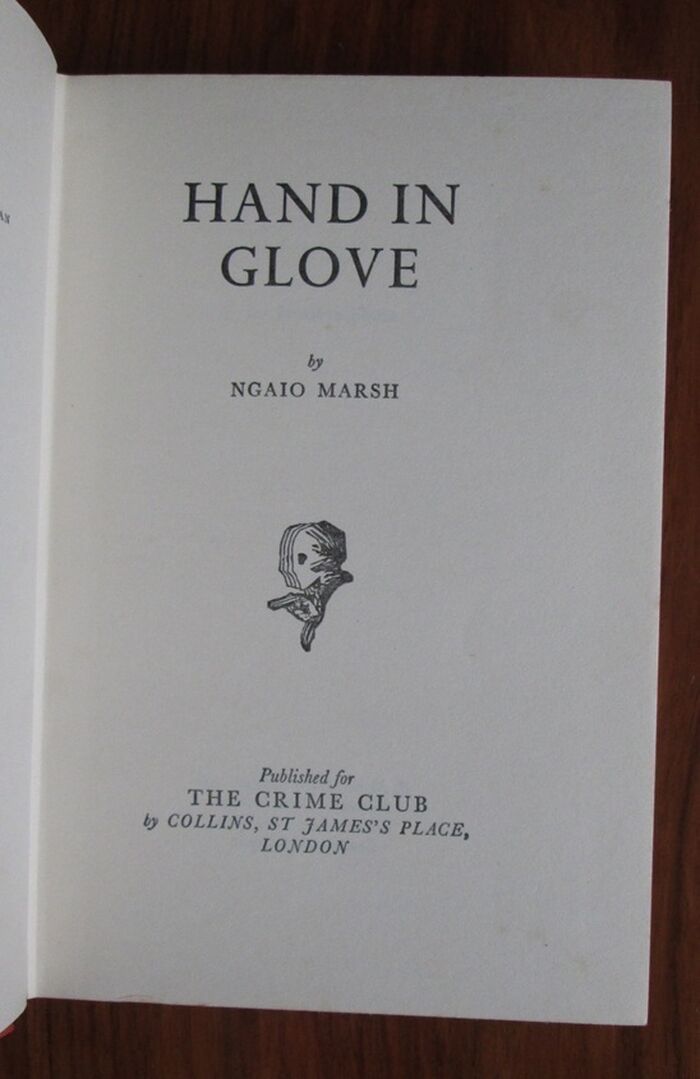 HAND IN
GLOVE
by
NGAIO MARSH
Published for
THE CRIME CLUB
by COLLINS, ST JAMES'S PLACE,
LONDON